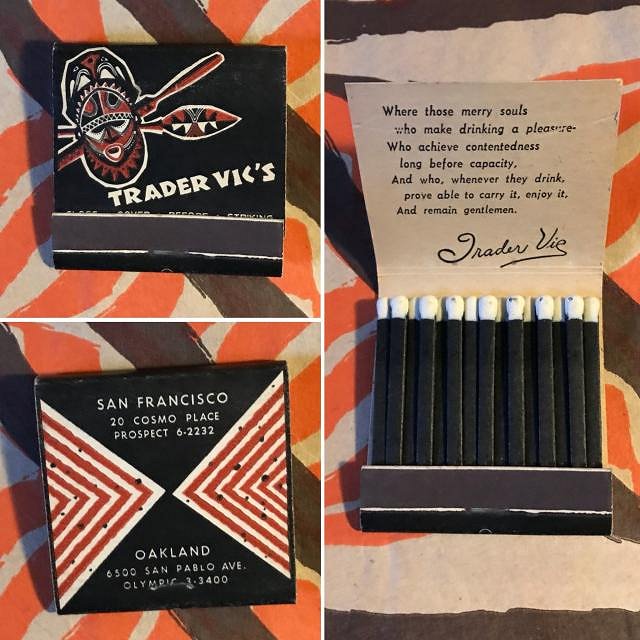 TRADER VIC'S
CLOSE COVER BEFORE STRIKING
SAN FRANCISCO
20 COSMO PLACE
PROSPECT 6-2232
OAKLAND
6500 SAN PABLO AVE.
OLYMPIC 3-3400
Where those merry souls
who make drinking a pleasure-
Who achieve contentedness
long before capacity,
And who, whenever they drink,
prove able to carry it, enjoy it,
And remain gentlemen.
Trader Vic